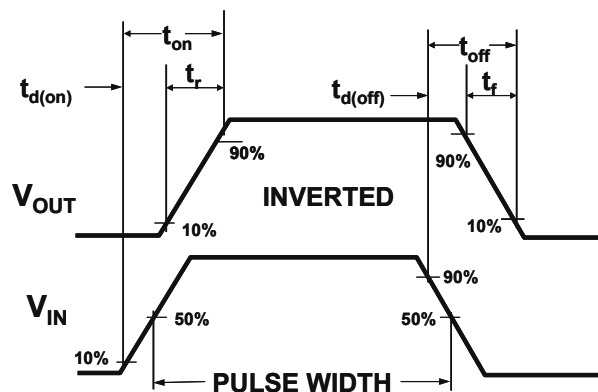 t_on t_off
t_d(on) t_r t_d(off) t_f
90% 90%
V_OUT INVERTED
10% 10%
90%
V_IN 50% 50%
10%
PULSE WIDTH